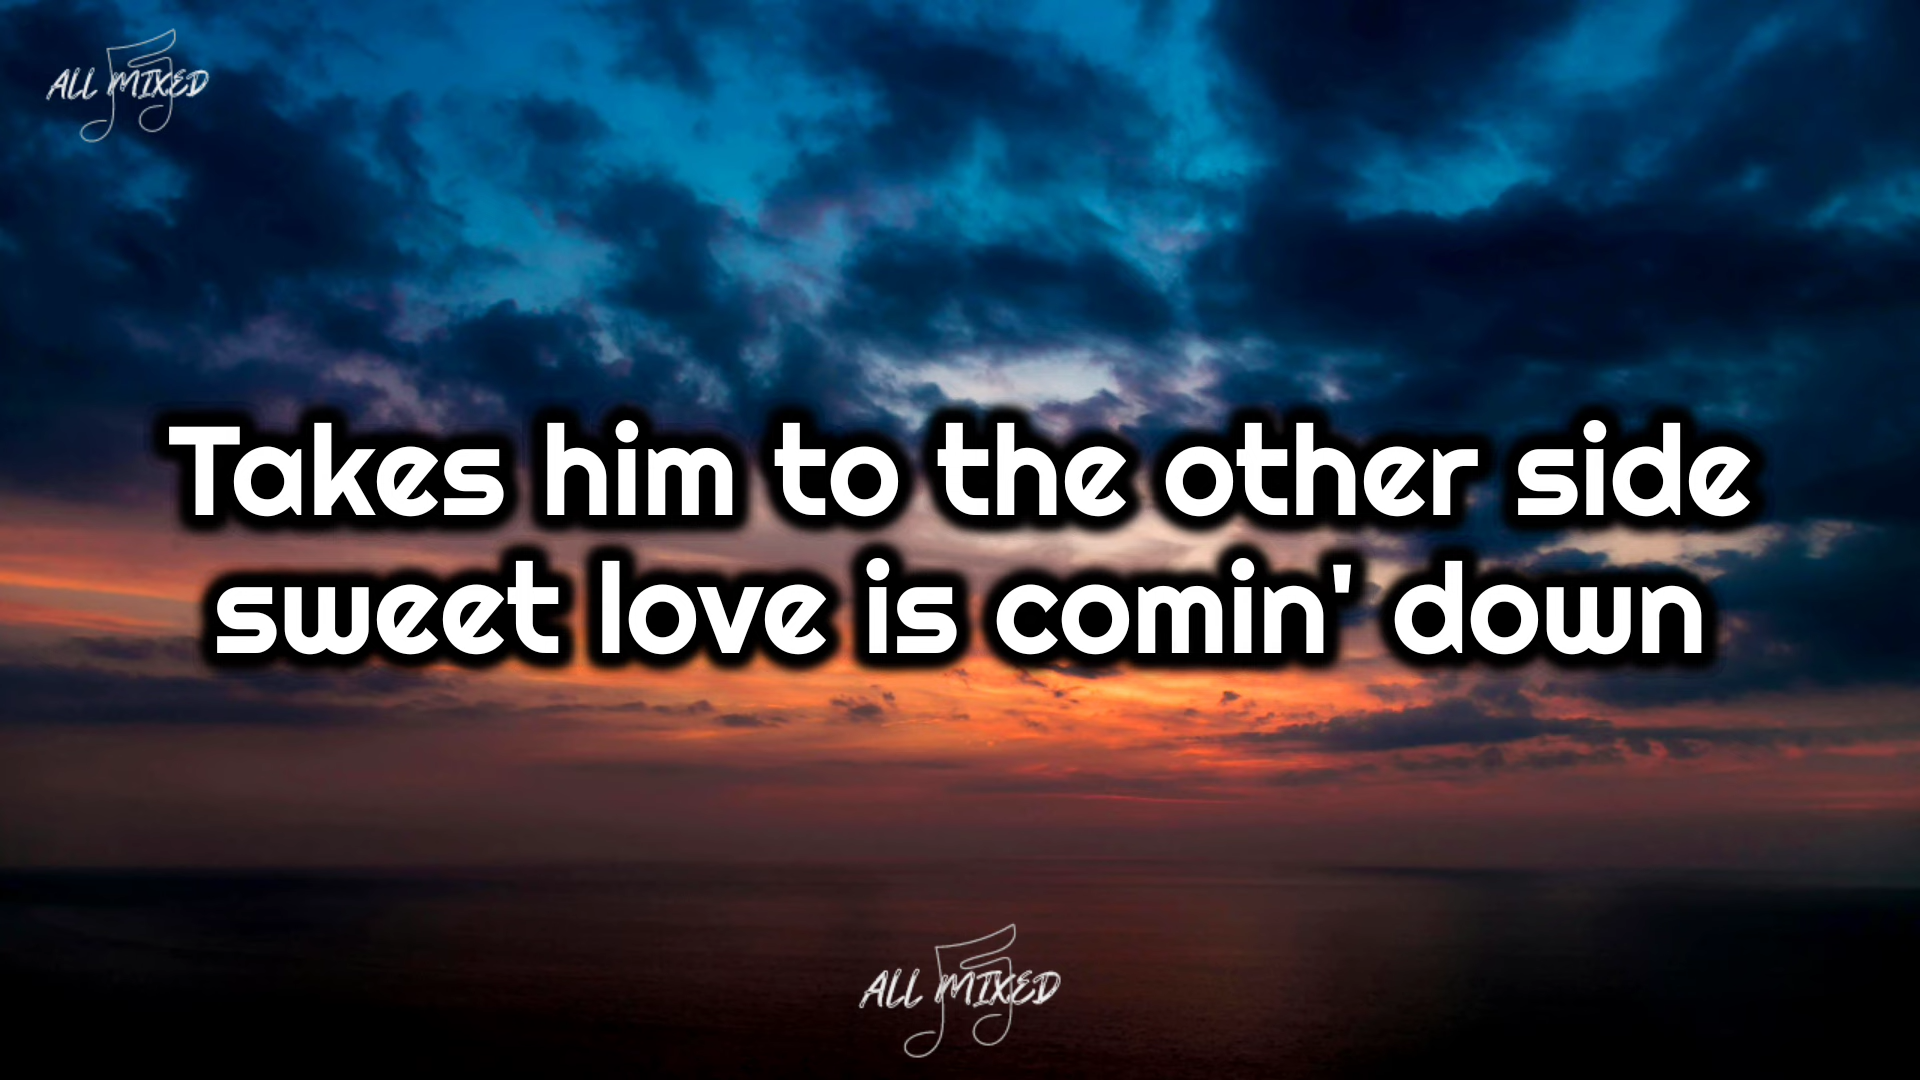 ALL MIXED
Takes him to the other side
sweet love is comin' down
ALL MIXED